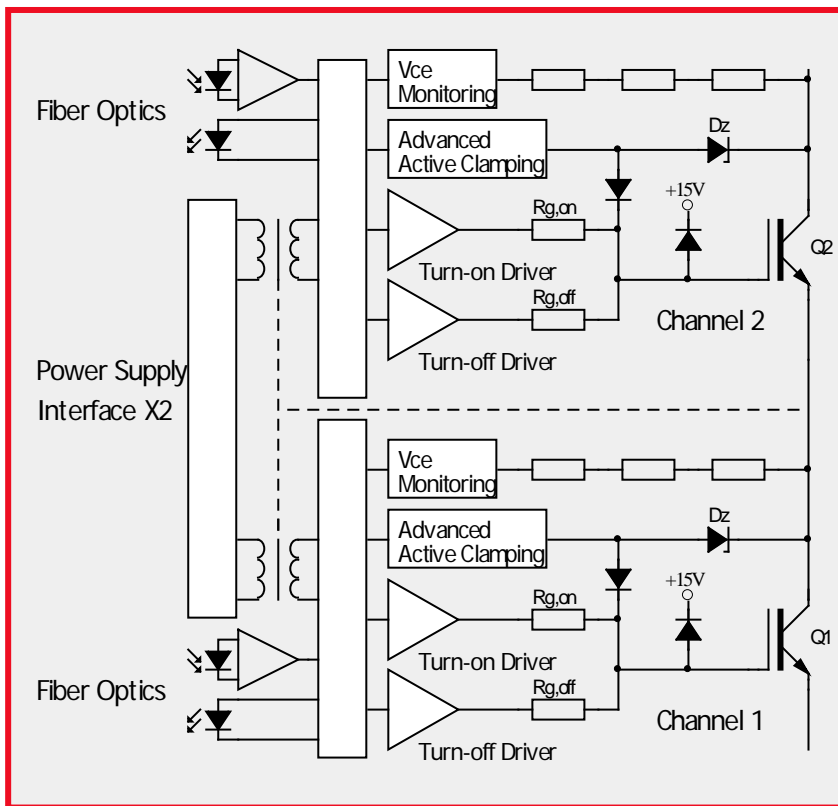 Vce
Monitoring
Fiber Optics
Advanced
Active Clamping
Dz
+15V
Rg,on
Q2
Turn-on Driver
Rg,off
Channel 2
Turn-off Driver
Power Supply
Interface X2
Vce
Monitoring
Advanced
Active Clamping
Dz
+15V
Rg,on
Q1
Turn-on Driver
Fiber Optics
Rg,off
Channel 1
Turn-off Driver